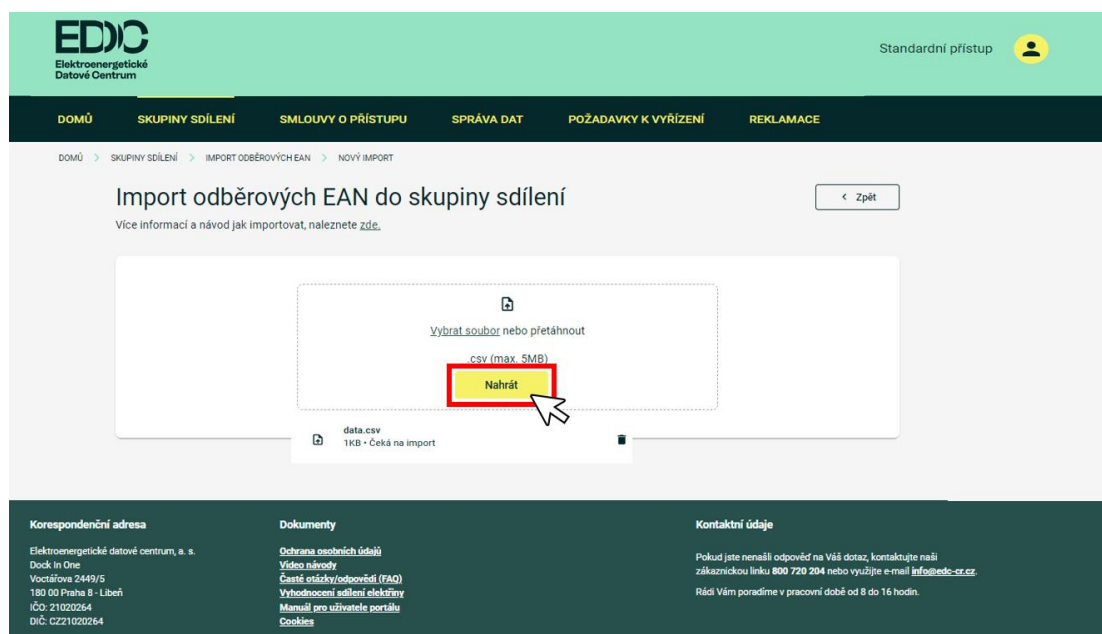 EDC
Elektroenergetické
Datové Centrum
Standardní přístup
DOMŮ SKUPINY SDÍLENÍ SMLOUVY O PŘÍSTUPU SPRÁVA DAT POŽADAVKY K VYŘÍZENÍ REKLAMACE
DOMŮ > SKUPINY SDÍLENÍ > IMPORT ODBĚROVÝCH EAN > NOVÝ IMPORT
Import odběrových EAN do skupiny sdílení
< Zpět
Více informací a návod jak importovat, naleznete zde.
Vybrat soubor nebo přetáhnout
.csv (max. 5MB)
Nahrát
data.csv
1KB • Čeká na import
Korespondenční adresa
Elektroenergetické datové centrum, a. s.
Dock In One
Voctářova 2449/5
180 00 Praha 8 - Libeň
IČO: 21020264
DIČ: CZ21020264
Dokumenty
Ochrana osobních údajů
Video návody
Časté otázky/odpovědi (FAQ)
Vyhodnocení sdílení elektřiny
Manuál pro uživatele portálu
Cookies
Kontaktní údaje
Pokud jste nenašli odpověď na Váš dotaz, kontaktujte naši
zákaznickou linku 800 720 204 nebo využijte e-mail info@edc-cr.cz.
Rádi Vám poradíme v pracovní době od 8 do 16 hodin.